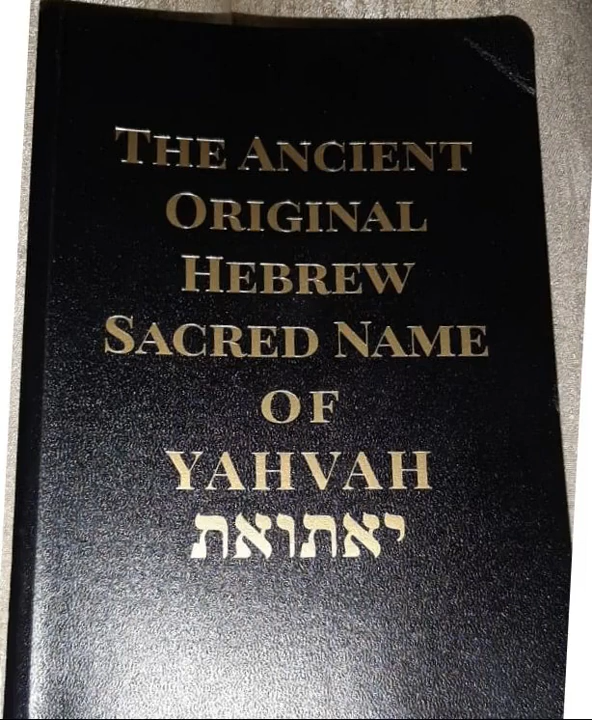 THE ANCIENT
ORIGINAL
HEBREW
SACRED NAME
OF
YAHVAH
יאתואת